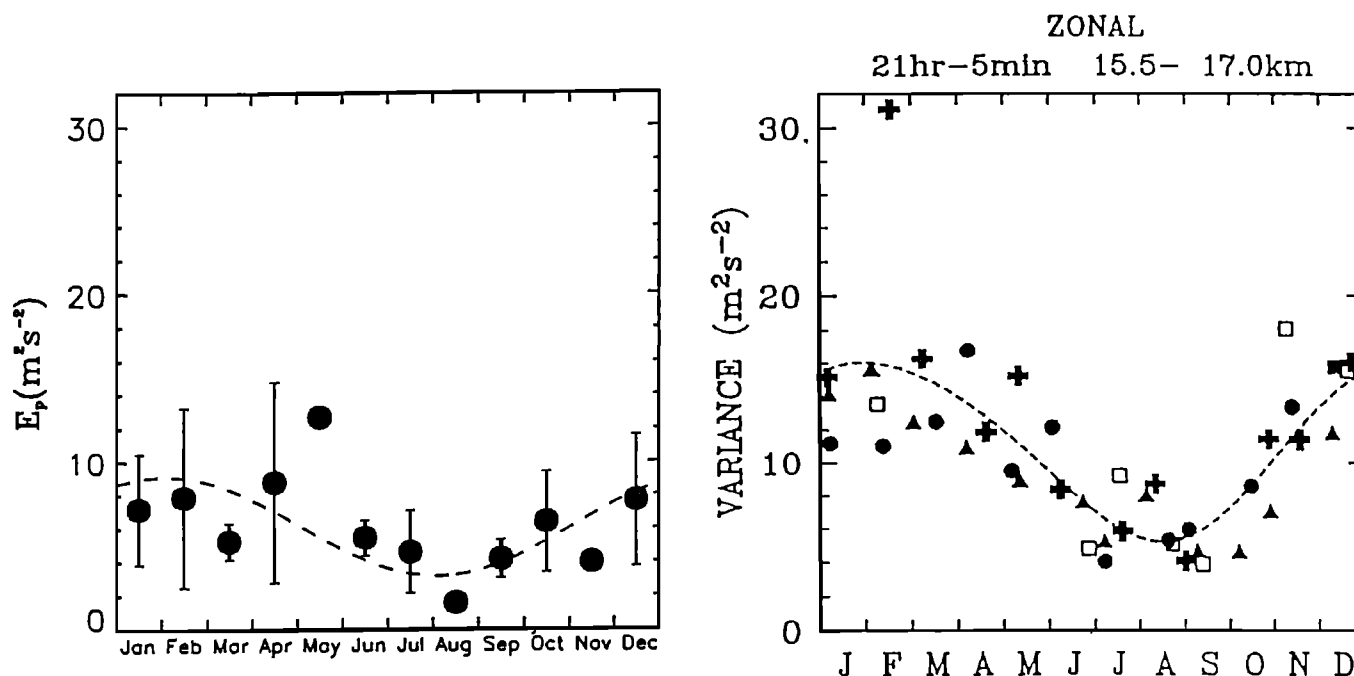 30
20
10
0
E_p(m²s⁻²)
Jan Feb Mar Apr May Jun Jul Aug Sep Oct Nov Dec
ZONAL
21hr-5min 15.5- 17.0km
30.
20
10
0
VARIANCE (m²s-2)
J F M A M J J A S O N D